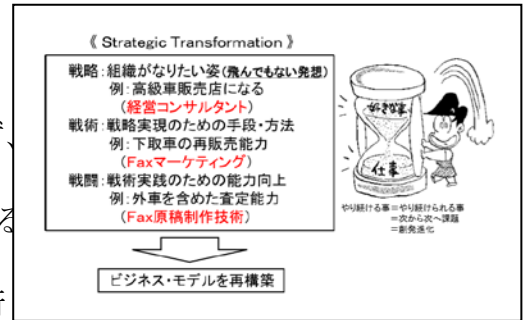 《 Strategic Transformation 》
戦略：組織がなりたい姿（飛んでもない発想）
例：高級車販売店になる
（経営コンサルタント）
戦術：戦略実現のための手段・方法
例：下取車の再販売能力
（Faxマーケティング）
戦闘：戦術実践のための能力向上
例：外車を含めた査定能力
（Fax原稿制作技術）
ビジネス・モデルを再構築
好きな事
仕事
やり続ける事＝やり続けられる事
＝次から次へ課題
＝創発進化
、
る